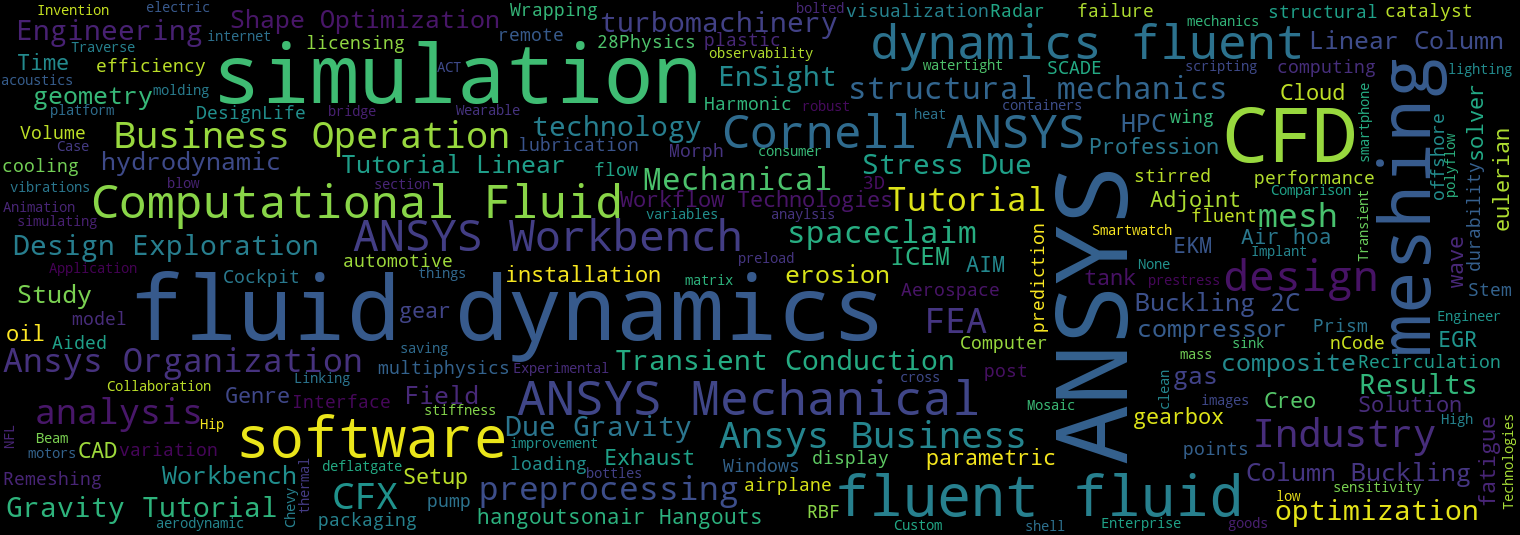 Invention
electric
Engineering
Shape Optimization
Wrapping
turbomachinery
visualization
Radar
failure
structural
catalyst
Traverse
internet
licensing
remote
28Physics
plastic
dynamics fluent
mechanics
bolted
Linear Column
Time
efficiency
simulation
ACT
observability
watertight
SCADE
scripting
computing
lighting
acoustics
molding
geometry
EnSight
structural mechanics
Cloud
meshing
platform
DesignLife
bridge
Wearable
Harmonic
robust
containers
CFD
smartphone
offshore
solver
Volume
Case
Business Operation
lubrication
technology
Cornell ANSYS
heat
HPC
wing
Profession
cooling
hydrodynamic
Tutorial Linear
flow
Morph
consumer
Stress Due
stirred
performance
durability
polyflow
eulerian
vibrations
blow
section
Mechanical
3D
Tutorial
ANSYS
Adjoint
Comparison
Animation
simulating
Computational Fluid
Workflow Technologies
variables
anaylsis
Smartwatch
fluent
mesh
Transient
Design Exploration
ANSYS Workbench
spaceclaim
ICEM
AIM
prediction
EKM
Air hoa
Implant
wave
Application
Cockpit
automotive
things
installation
preload
matrix
erosion
Aerospace
tank
None
prestress
design
Stem
Study
model
oil
Aided
fluid dynamics
gear
FEA
Computer
Buckling 2C
compressor
Prism
nCode
Engineer
EGR
Ansys Organization
saving
multiphysics
Experimental
Transient Conduction
post
mass
sink
composite
Recirculation
Collaboration
Linking
Genre
Interface
Field
ANSYS Mechanical
cross
Mosaic
clean
gas
images
Creo
Results
Solution
High
analysis
Hip
stiffness
Due Gravity
Ansys Business
gearbox
points
Industry
NFL
Beam
motors
CAD
variation
software
improvement
loading
Exhaust
Windows
display
parametric
Column Buckling
fatigue
Technologies
Remeshing
Workbench
thermal
deflatgate
Setup
bottles
preprocessing
airplane
fluent fluid
sensitivity
low
optimization
Gravity Tutorial
Chevy
CFX
pump
packaging
aerodynamic
hangoutsonair Hangouts
RBF
Custom
shell
Enterprise
goods